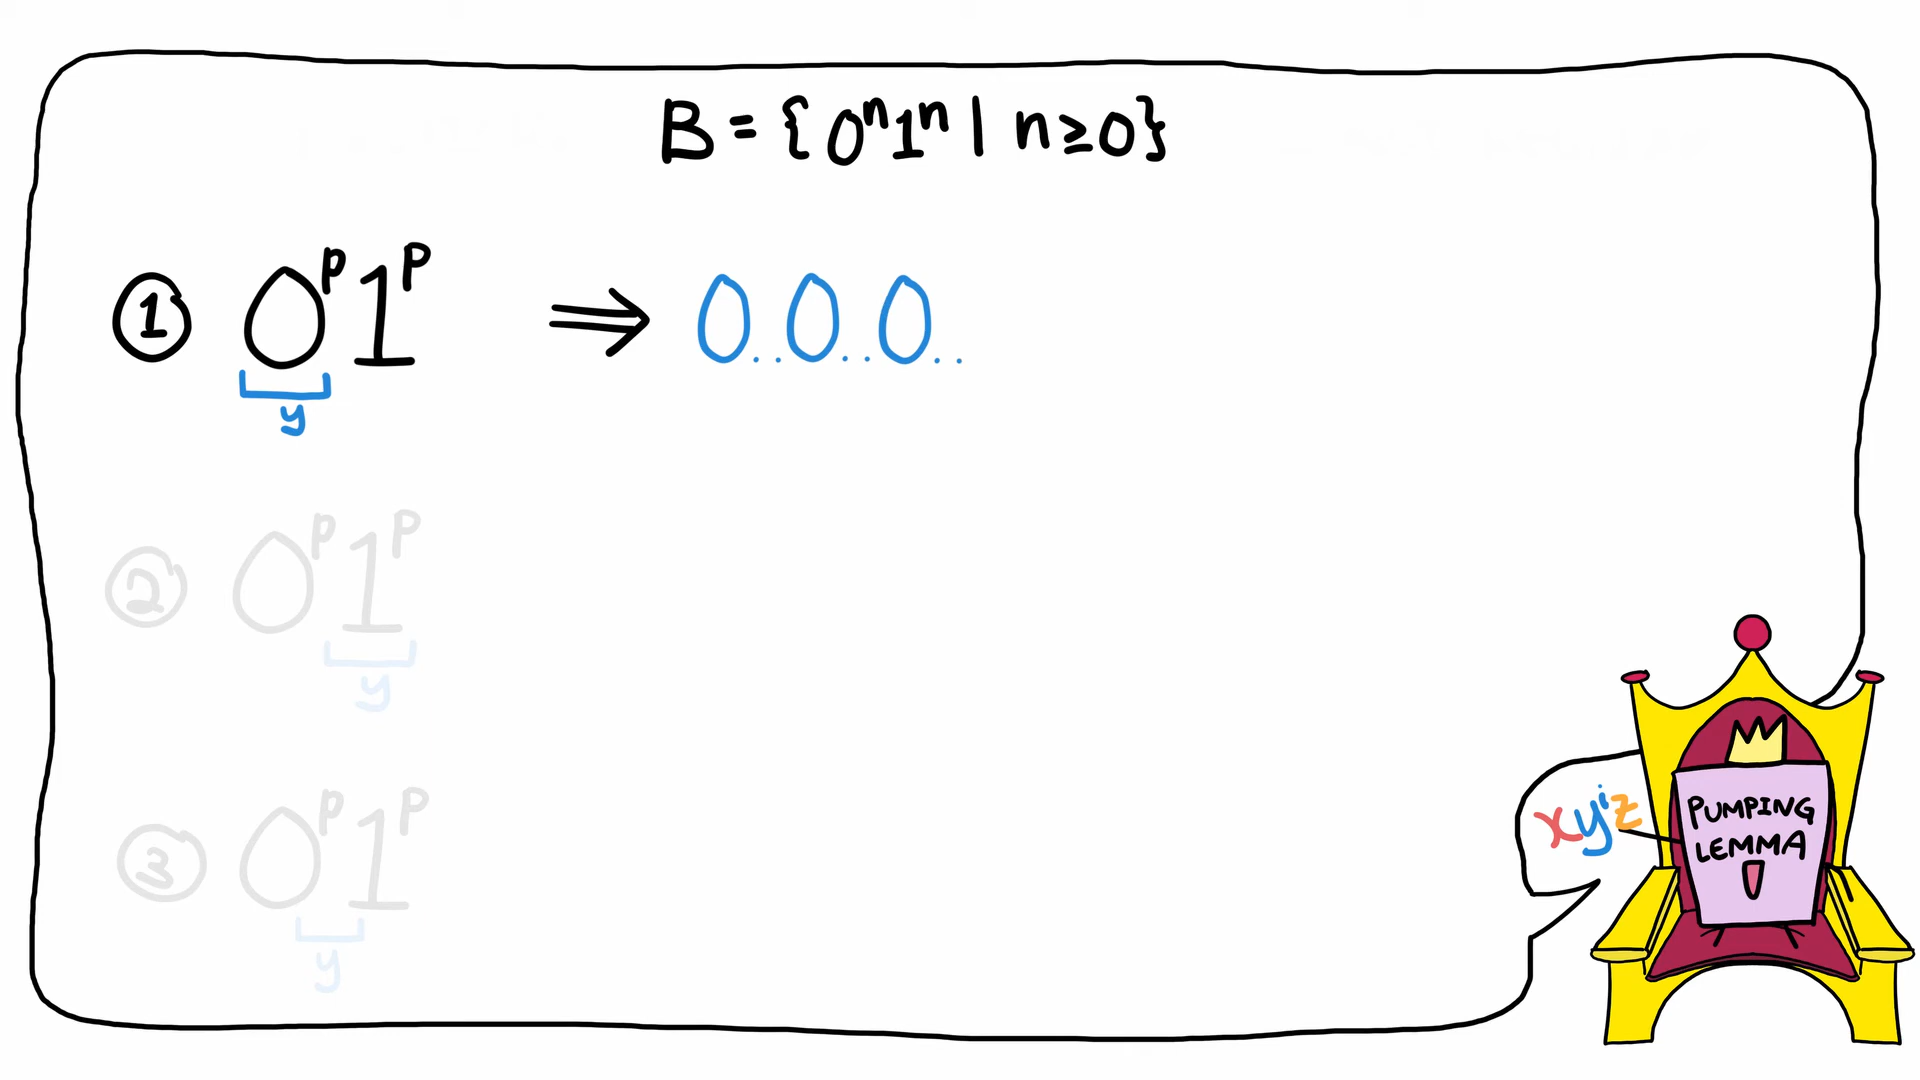 B = {0ⁿ1ⁿ | n ≥ 0}
① 0ᵖ1ᵖ ⇒ 0..0..0..
y
② 0ᵖ1ᵖ
y
③ 0ᵖ1ᵖ
y
xyⁱz
PUMPING
LEMMA